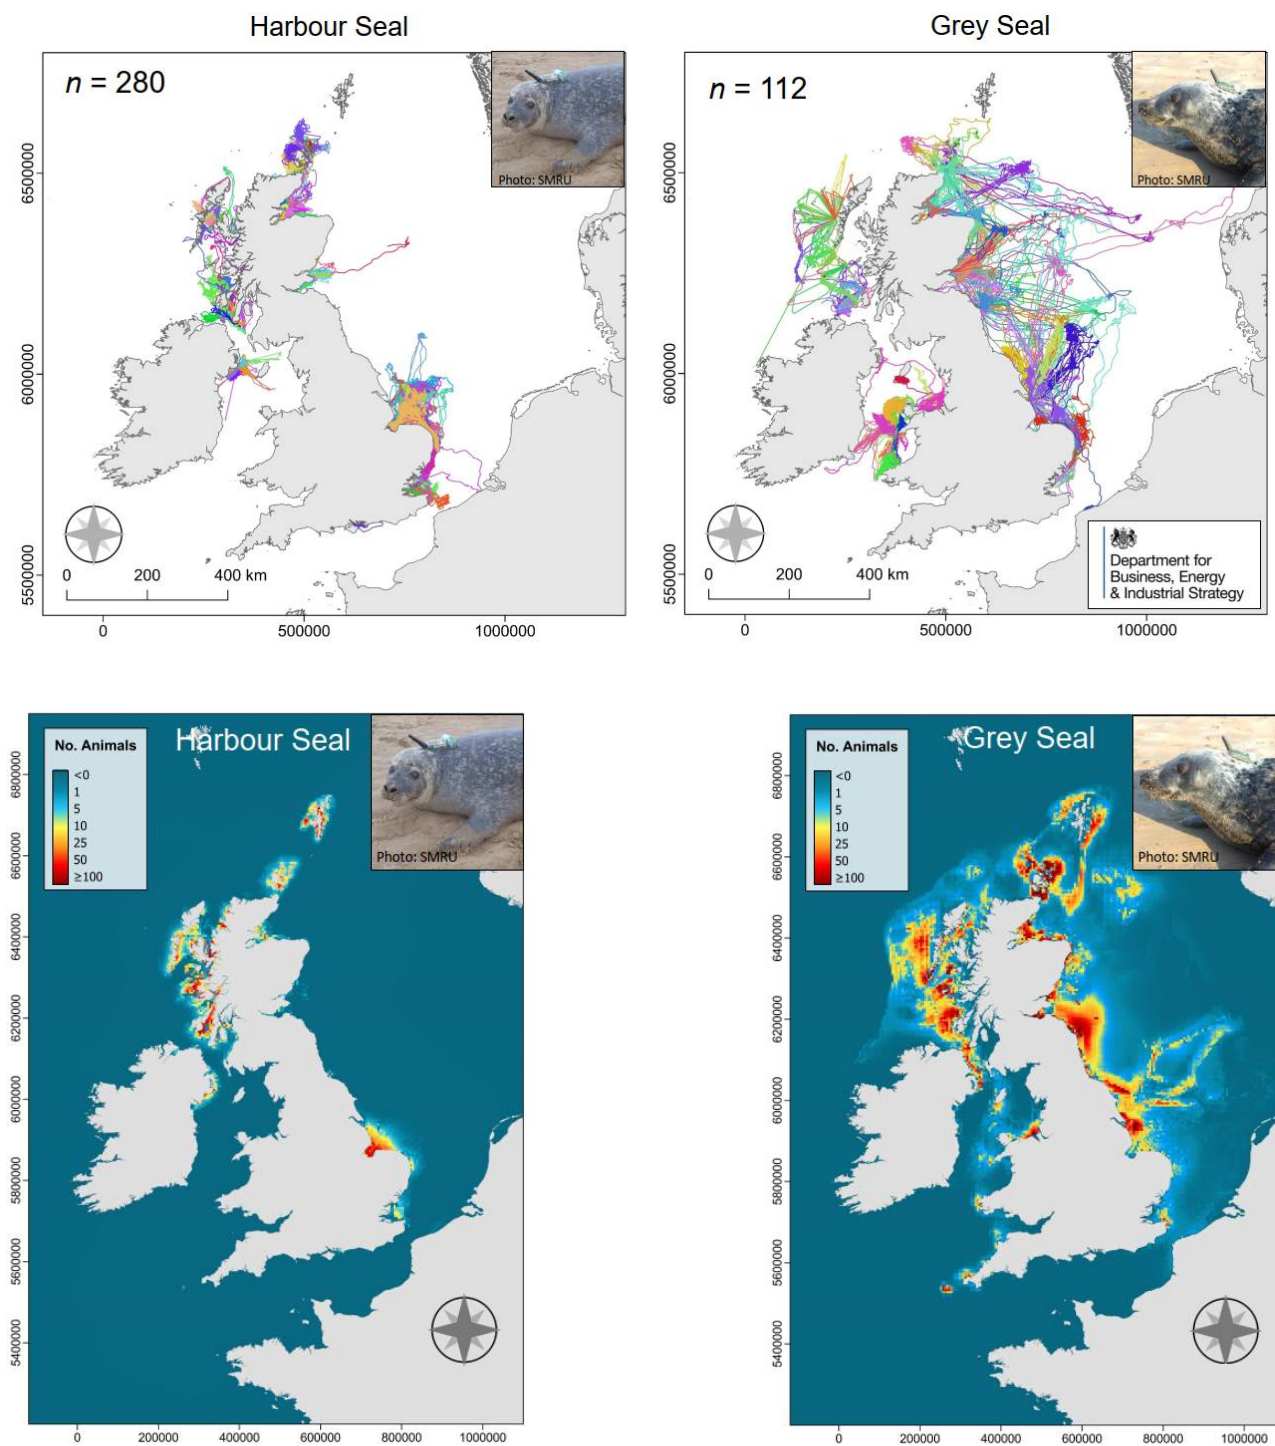 Harbour Seal
Grey Seal
n = 280
Photo: SMRU
6500000
6000000
5500000
0 200 400 km
0 500000 1000000
n = 112
Photo: SMRU
6500000
6000000
5500000
0 200 400 km
Department for
Business, Energy
& Industrial Strategy
0 500000 1000000
Harbour Seal
No. Animals
<0
1
5
10
25
50
≥100
Photo: SMRU
6800000
6600000
6400000
6200000
6000000
5800000
5600000
5400000
0 200000 400000 600000 800000 1000000
Grey Seal
No. Animals
<0
1
5
10
25
50
≥100
Photo: SMRU
6800000
6600000
6400000
6200000
6000000
5800000
5600000
5400000
0 200000 400000 600000 800000 1000000